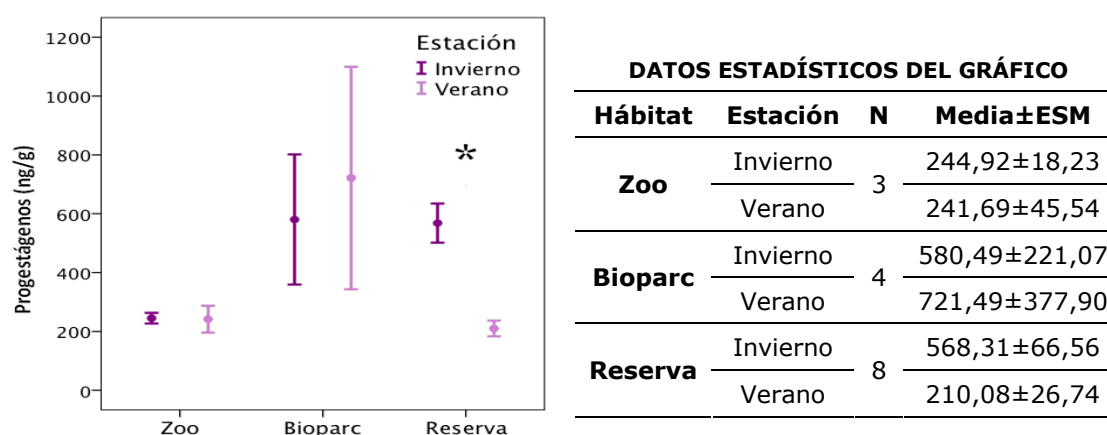 Progestágenos (ng/g)
1200
1000
800
600
400
200
0
Estación
Invierno
Verano
*
Zoo Bioparc Reserva
DATOS ESTADÍSTICOS DEL GRÁFICO
Hábitat Estación N Media±ESM
Zoo Invierno 3 244,92±18,23
Verano 241,69±45,54
Bioparc Invierno 4 580,49±221,07
Verano 721,49±377,90
Reserva Invierno 8 568,31±66,56
Verano 210,08±26,74